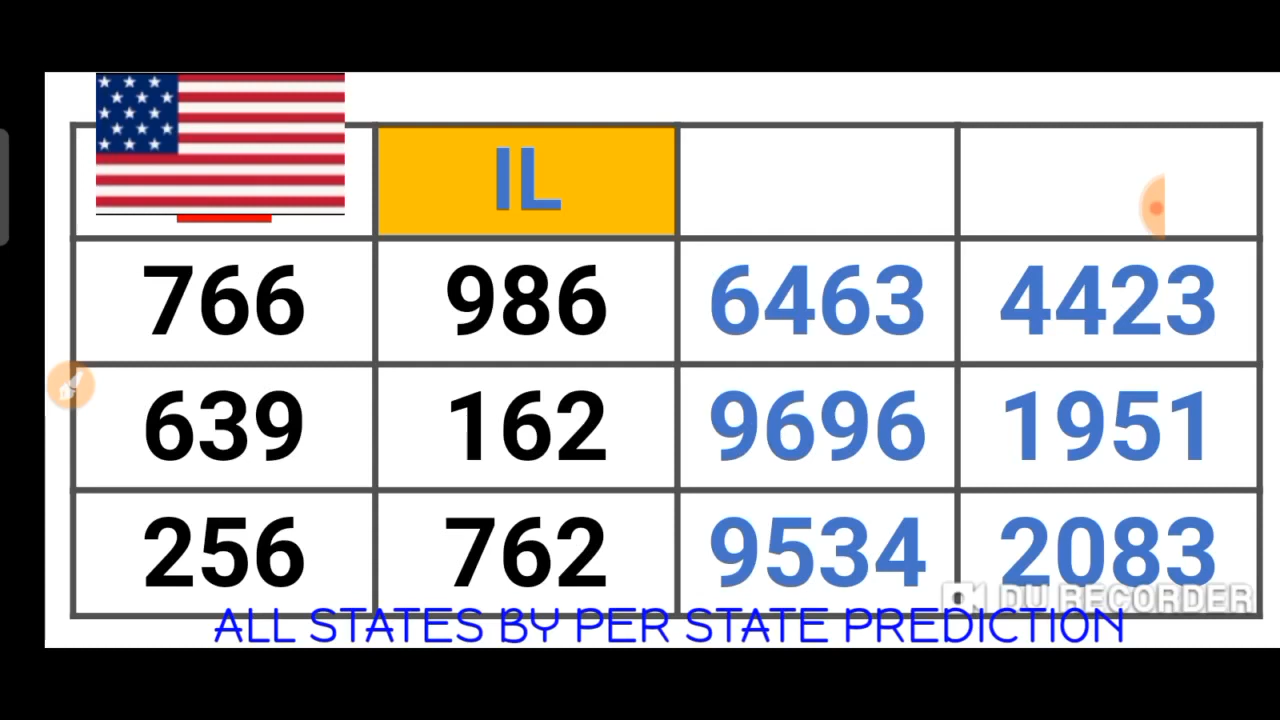 IL
766 986 6463 4423
639 162 9696 1951
256 762 9534 2083
DU RECORDER
ALL STATES BY PER STATE PREDICTION